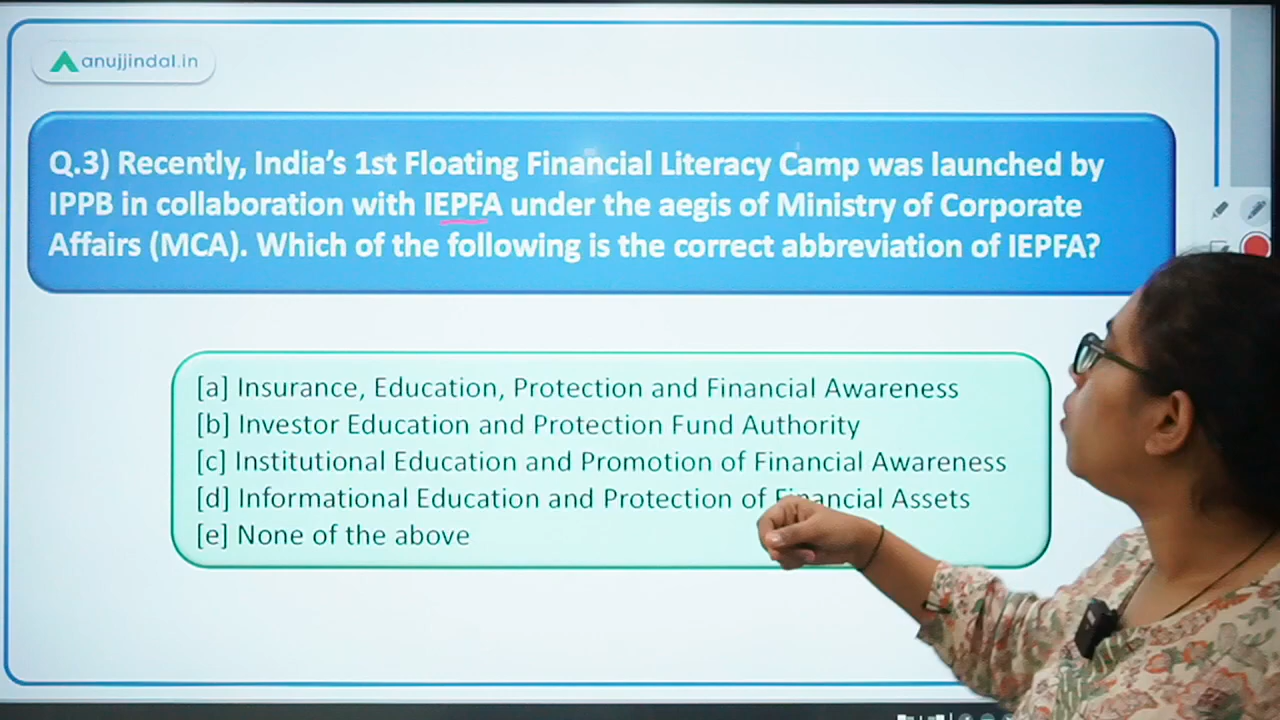 anujjindal.in
Q.3) Recently, India's 1st Floating Financial Literacy Camp was launched by
IPPB in collaboration with IEPFA under the aegis of Ministry of Corporate
Affairs (MCA). Which of the following is the correct abbreviation of IEPFA?
[a] Insurance, Education, Protection and Financial Awareness
[b] Investor Education and Protection Fund Authority
[c] Institutional Education and Promotion of Financial Awareness
[d] Informational Education and Protection of Financial Assets
[e] None of the above